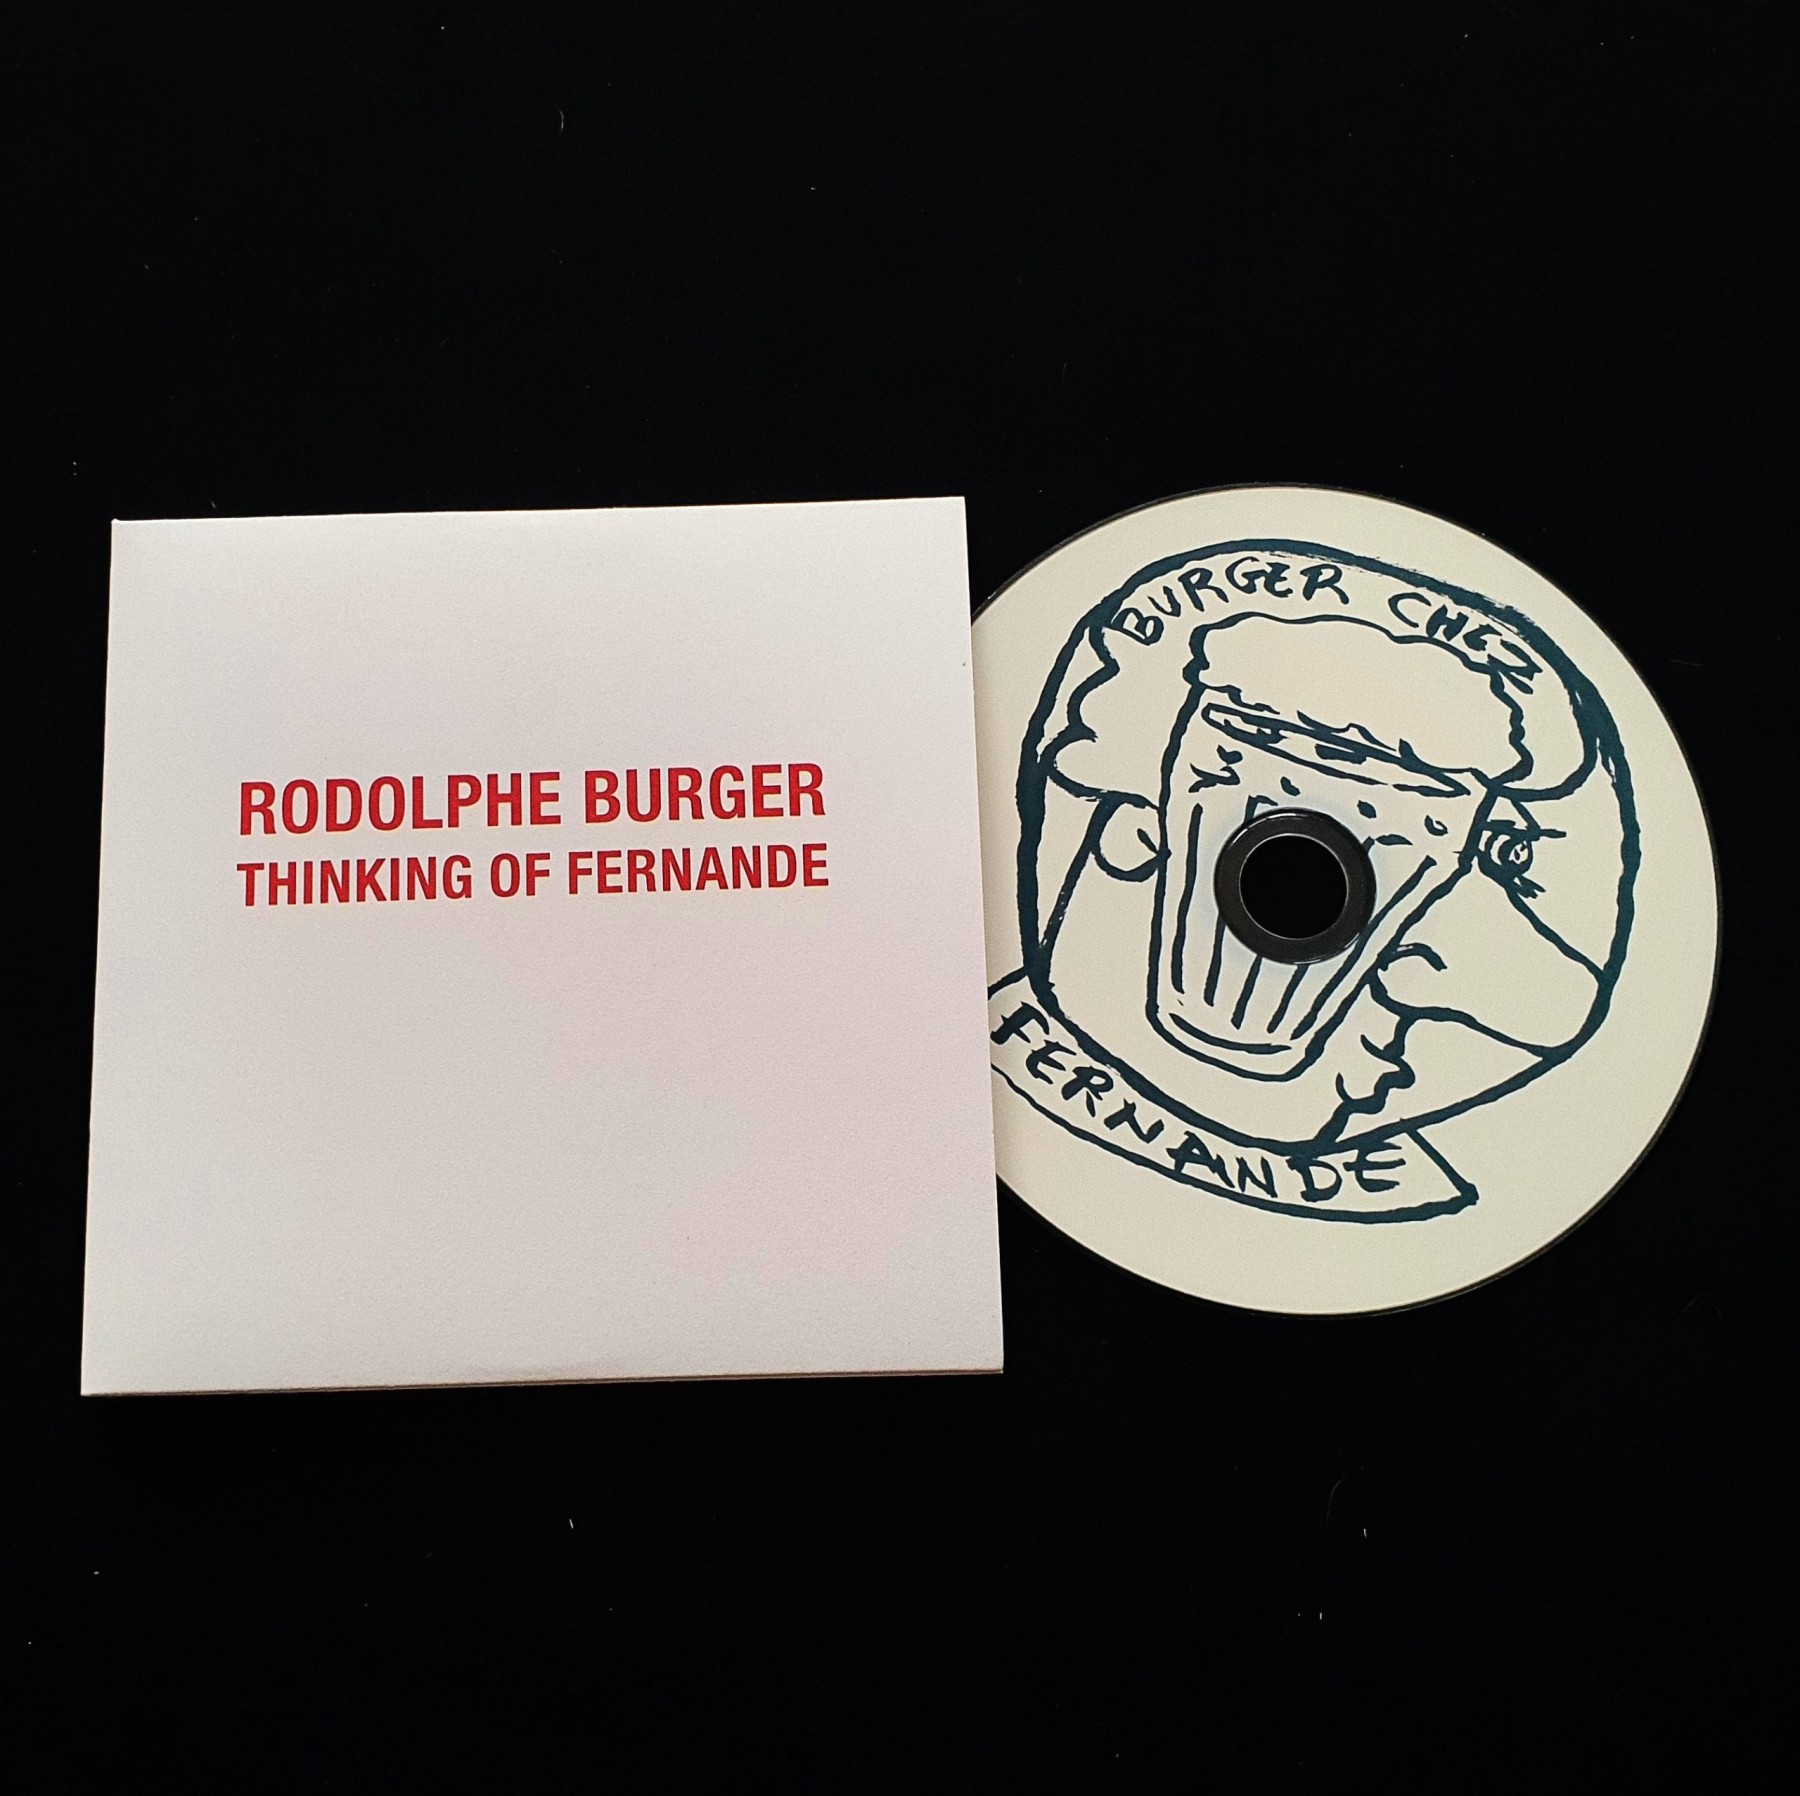 RODOLPHE BURGER
THINKING OF FERNANDE
BURGER CHEZ
FERNANDE